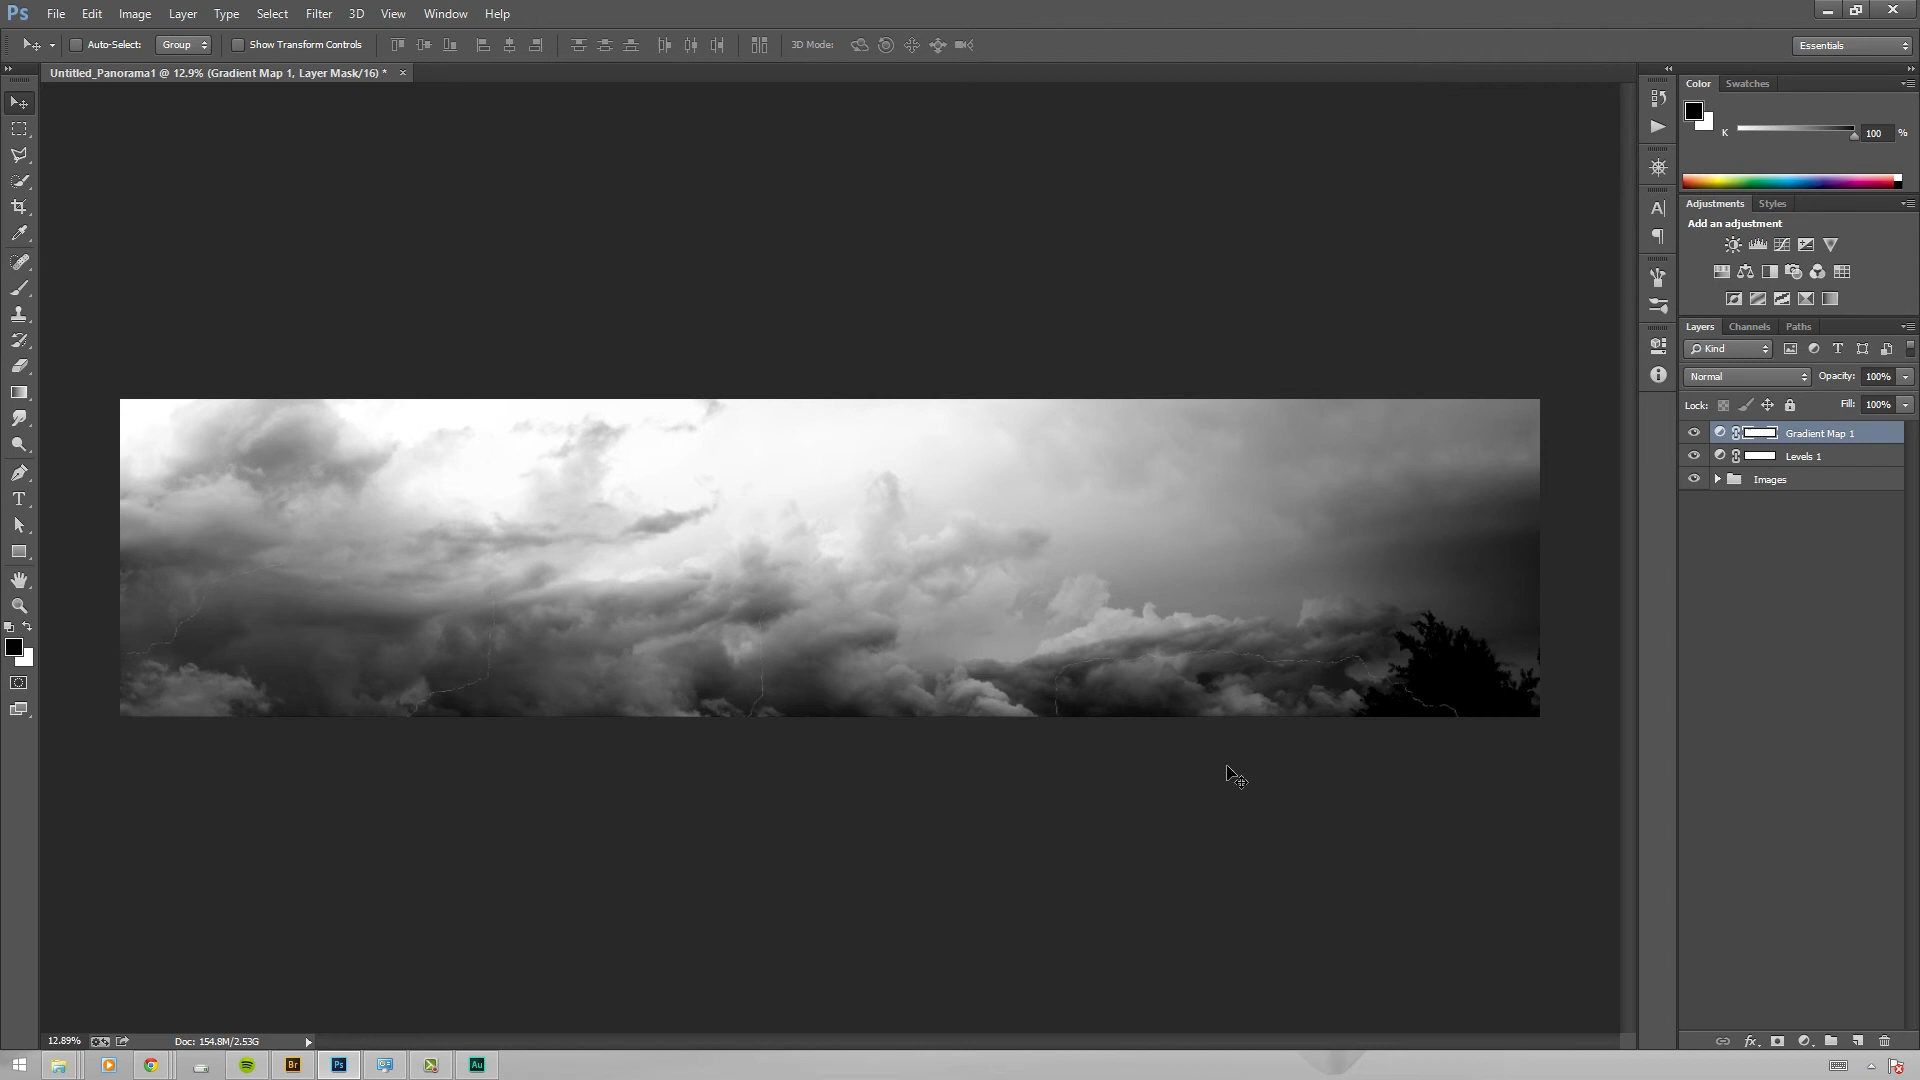 Ps File Edit Image Layer Type Select Filter 3D View Window Help
Auto-Select: Group Show Transform Controls 3D Mode: Essentials
Untitled_Panorama1 @ 12.9% (Gradient Map 1, Layer Mask/16) * ×
Color Swatches
K 100 %
Adjustments Styles
Add an adjustment
Layers Channels Paths
Kind
Normal Opacity: 100%
Lock: Fill: 100%
Gradient Map 1
Levels 1
Images
12.89% Doc: 154.8M/2.53G
Br Ps Au